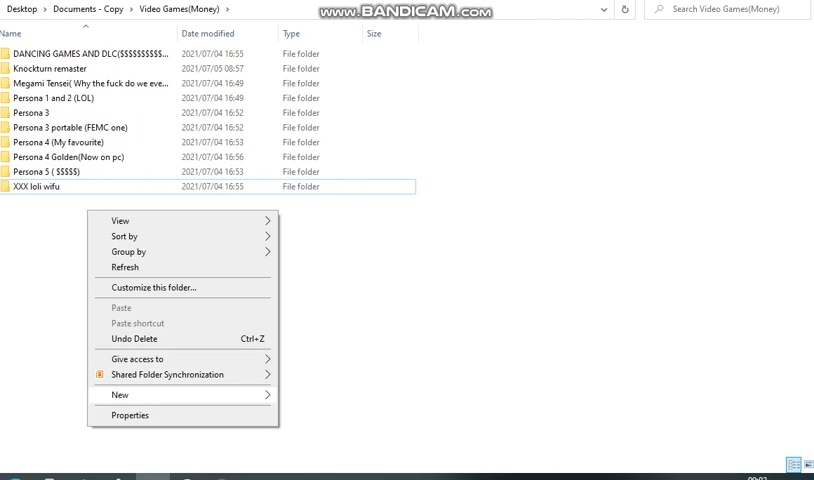 Desktop > Documents - Copy > Video Games(Money) >
www.BANDICAM.com
Search Video Games(Money)
Name Date modified Type Size
DANCING GAMES AND DLC($$$$$$$$$$... 2021/07/04 16:55 File folder
Knockturn remaster 2021/07/05 08:57 File folder
Megami Tensei( Why the fuck do we eve... 2021/07/04 16:49 File folder
Persona 1 and 2 (LOL) 2021/07/04 16:49 File folder
Persona 3 2021/07/04 16:52 File folder
Persona 3 portable (FEMC one) 2021/07/04 16:52 File folder
Persona 4 (My favourite) 2021/07/04 16:53 File folder
Persona 4 Golden(Now on pc) 2021/07/04 16:56 File folder
Persona 5 ( $$$$$) 2021/07/04 16:53 File folder
XXX loli wifu 2021/07/04 16:55 File folder
View
Sort by
Group by
Refresh
Customize this folder...
Paste
Paste shortcut
Undo Delete Ctrl+Z
Give access to
Shared Folder Synchronization
New
Properties